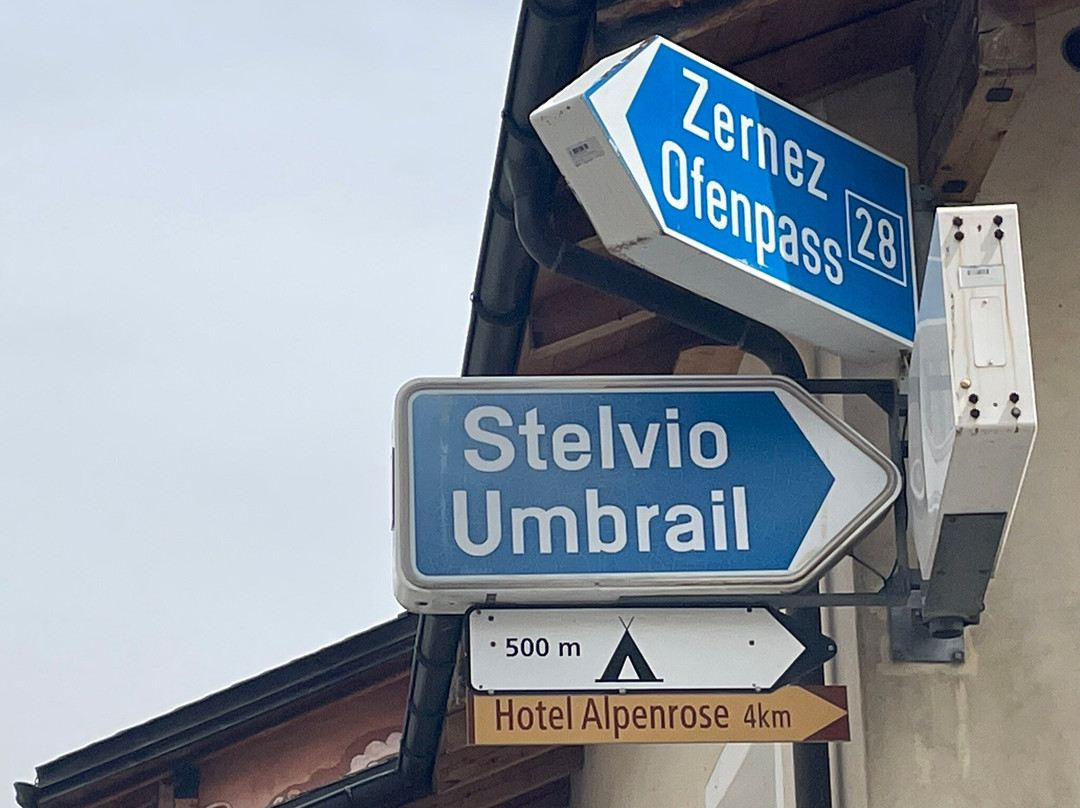 Zernez
Ofenpass 28
Stelvio
Umbrail
500 m
Hotel Alpenrose 4km